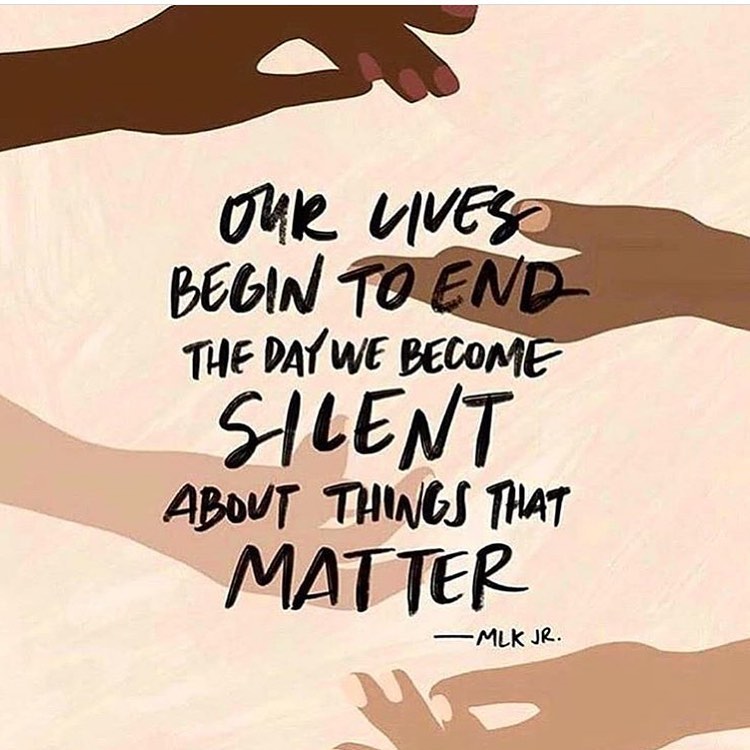 OUR LIVES
BEGIN TO END
THE DAY WE BECOME
SILENT
ABOUT THINGS THAT
MATTER
—MLK JR.